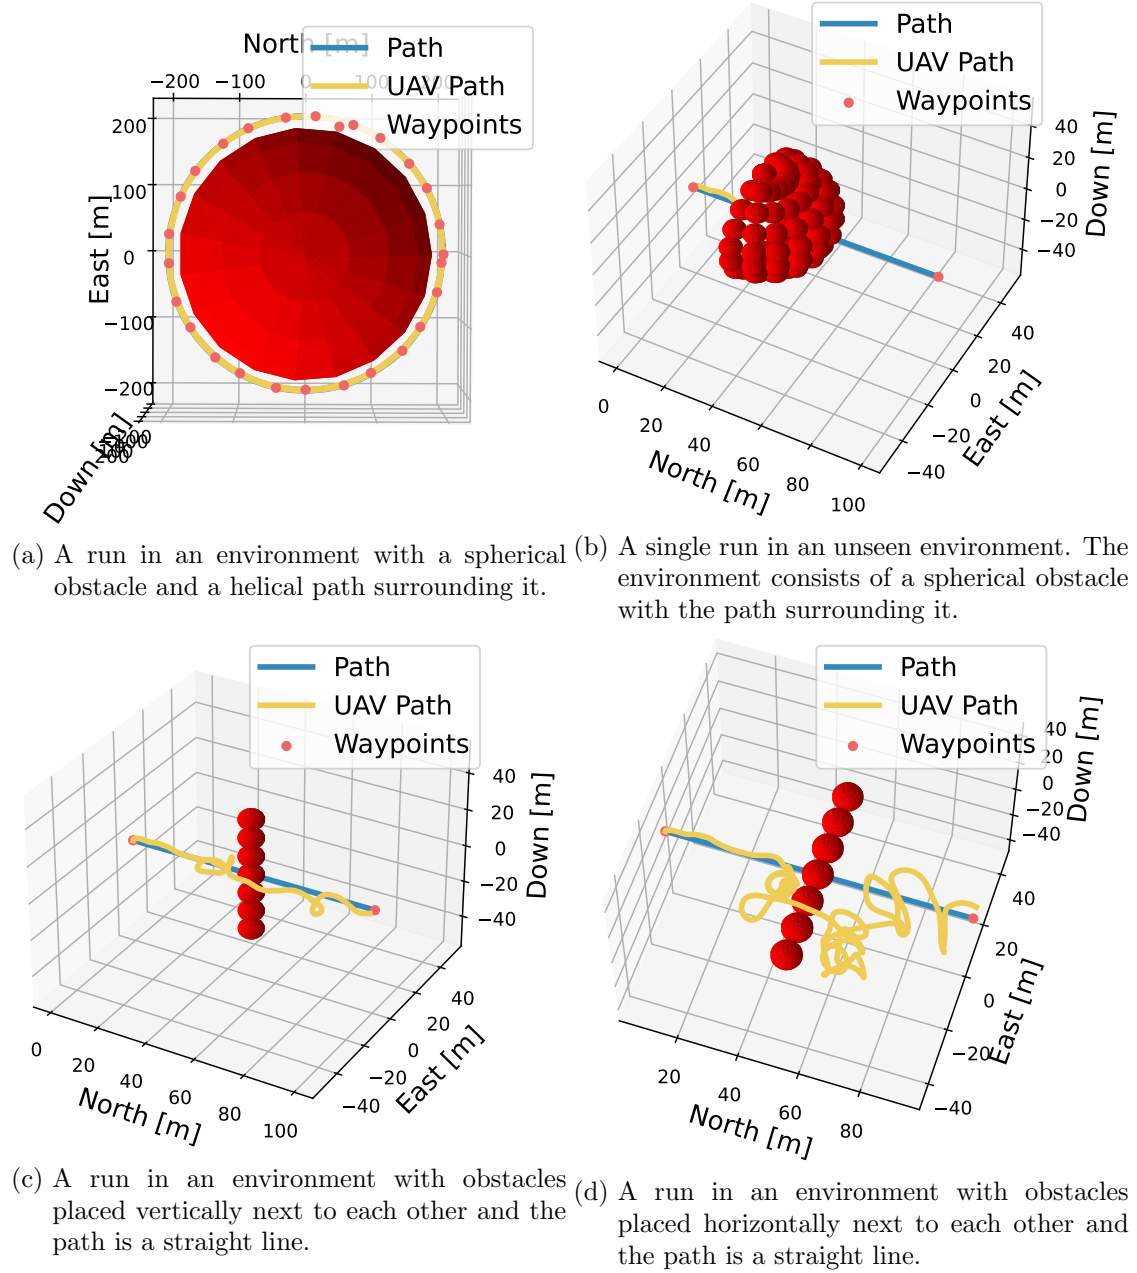 North [m]
Path
UAV Path
Waypoints
−200 −100 0 100 200
200
100
0
−100
−200
East [m]
Down [m]
(a) A run in an environment with a spherical
obstacle and a helical path surrounding it.
Path
UAV Path
Waypoints
40
20
0
−20
−40
Down [m]
40
20
0
−20
−40
East [m]
0 20 40 60 80 100
North [m]
(b) A single run in an unseen environment. The
environment consists of a spherical obstacle
with the path surrounding it.
Path
UAV Path
Waypoints
40
20
0
−20
−40
Down [m]
40
20
0
−20
−40
East [m]
0 20 40 60 80 100
North [m]
(c) A run in an environment with obstacles
placed vertically next to each other and the
path is a straight line.
Path
UAV Path
Waypoints
40
20
0
−20
−40
Down [m]
40
20
0
−20
−40
East [m]
20 40 60 80
North [m]
(d) A run in an environment with obstacles
placed horizontally next to each other and
the path is a straight line.